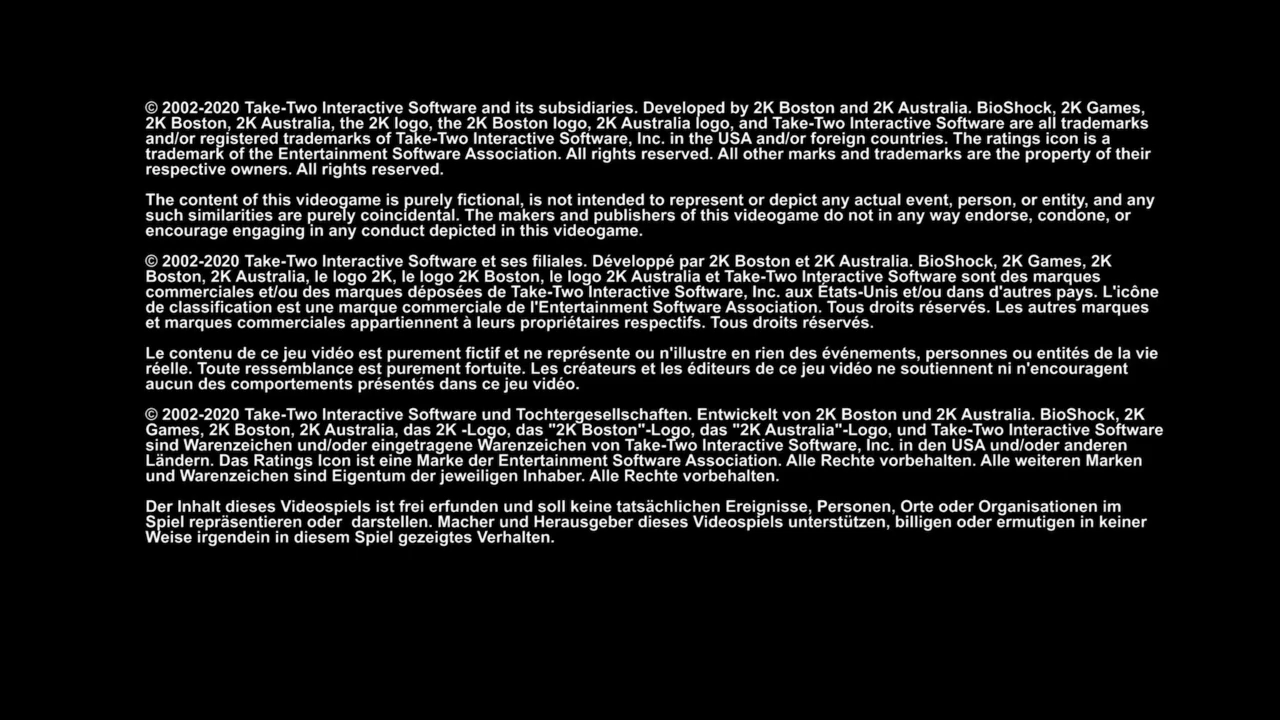 © 2002-2020 Take-Two Interactive Software and its subsidiaries. Developed by 2K Boston and 2K Australia. BioShock, 2K Games,
2K Boston, 2K Australia, the 2K logo, the 2K Boston logo, 2K Australia logo, and Take-Two Interactive Software are all trademarks
and/or registered trademarks of Take-Two Interactive Software, Inc. in the USA and/or foreign countries. The ratings icon is a
trademark of the Entertainment Software Association. All rights reserved. All other marks and trademarks are the property of their
respective owners. All rights reserved.
The content of this videogame is purely fictional, is not intended to represent or depict any actual event, person, or entity, and any
such similarities are purely coincidental. The makers and publishers of this videogame do not in any way endorse, condone, or
encourage engaging in any conduct depicted in this videogame.
© 2002-2020 Take-Two Interactive Software et ses filiales. Développé par 2K Boston et 2K Australia. BioShock, 2K Games, 2K
Boston, 2K Australia, le logo 2K, le logo 2K Boston, le logo 2K Australia et Take-Two Interactive Software sont des marques
commerciales et/ou des marques déposées de Take-Two Interactive Software, Inc. aux États-Unis et/ou dans d'autres pays. L'icône
de classification est une marque commerciale de l'Entertainment Software Association. Tous droits réservés. Les autres marques
et marques commerciales appartiennent à leurs propriétaires respectifs. Tous droits réservés.
Le contenu de ce jeu vidéo est purement fictif et ne représente ou n'illustre en rien des événements, personnes ou entités de la vie
réelle. Toute ressemblance est purement fortuite. Les créateurs et les éditeurs de ce jeu vidéo ne soutiennent ni n'encouragent
aucun des comportements présentés dans ce jeu vidéo.
© 2002-2020 Take-Two Interactive Software und Tochtergesellschaften. Entwickelt von 2K Boston und 2K Australia. BioShock, 2K
Games, 2K Boston, 2K Australia, das 2K -Logo, das "2K Boston"-Logo, das "2K Australia"-Logo, und Take-Two Interactive Software
sind Warenzeichen und/oder eingetragene Warenzeichen von Take-Two Interactive Software, Inc. in den USA und/oder anderen
Ländern. Das Ratings Icon ist eine Marke der Entertainment Software Association. Alle Rechte vorbehalten. Alle weiteren Marken
und Warenzeichen sind Eigentum der jeweiligen Inhaber. Alle Rechte vorbehalten.
Der Inhalt dieses Videospiels ist frei erfunden und soll keine tatsächlichen Ereignisse, Personen, Orte oder Organisationen im
Spiel repräsentieren oder  darstellen. Macher und Herausgeber dieses Videospiels unterstützen, billigen oder ermutigen in keiner
Weise irgendein in diesem Spiel gezeigtes Verhalten.